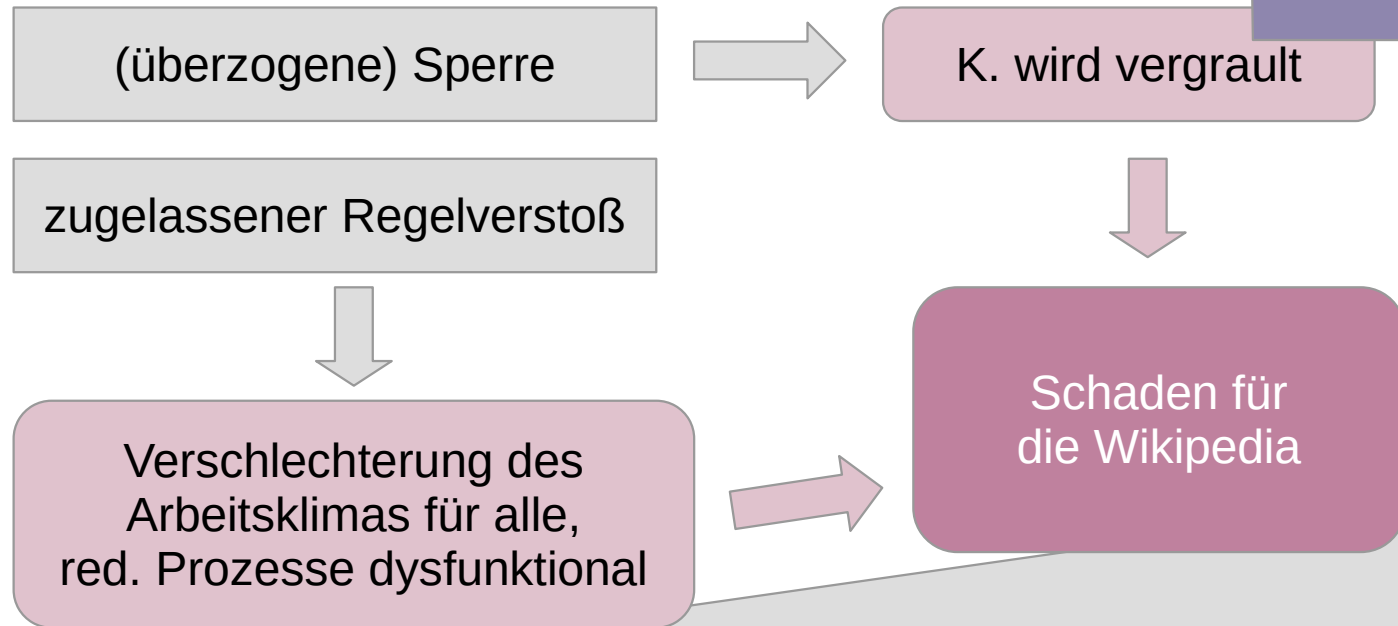 (überzogene) Sperre
K. wird vergrault
zugelassener Regelverstoß
Schaden für
die Wikipedia
Verschlechterung des
Arbeitsklimas für alle,
red. Prozesse dysfunktional